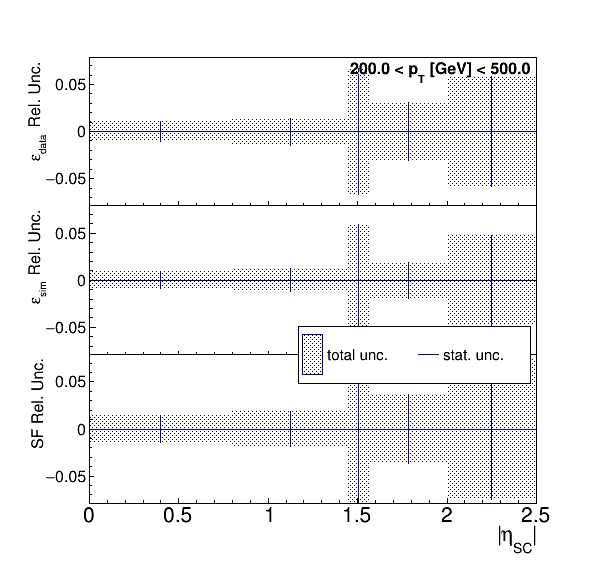 200.0 < p_T [GeV] < 500.0
ε_data Rel. Unc.
0.05
0
−0.05
ε_sim Rel. Unc.
0.05
0
−0.05
total unc. stat. unc.
SF Rel. Unc.
0.05
0
−0.05
0 0.5 1 1.5 2 2.5
|η_SC|